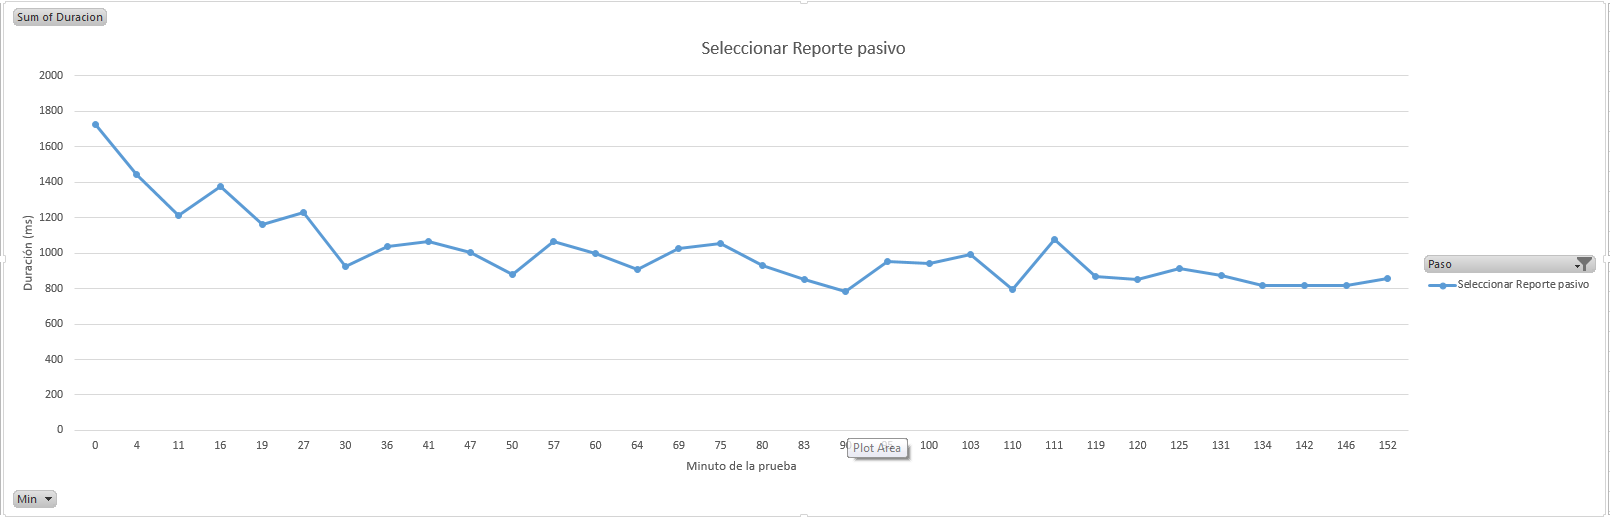 Sum of Duracion
Seleccionar Reporte pasivo
2000
1800
1600
1400
1200
1000
800
600
400
200
0
Duración (ms)
Paso
Seleccionar Reporte pasivo
0 4 11 16 19 27 30 36 41 47 50 57 60 64 69 75 80 83 90 95 100 103 110 111 119 120 125 131 134 142 146 152
Plot Area
Minuto de la prueba
Min